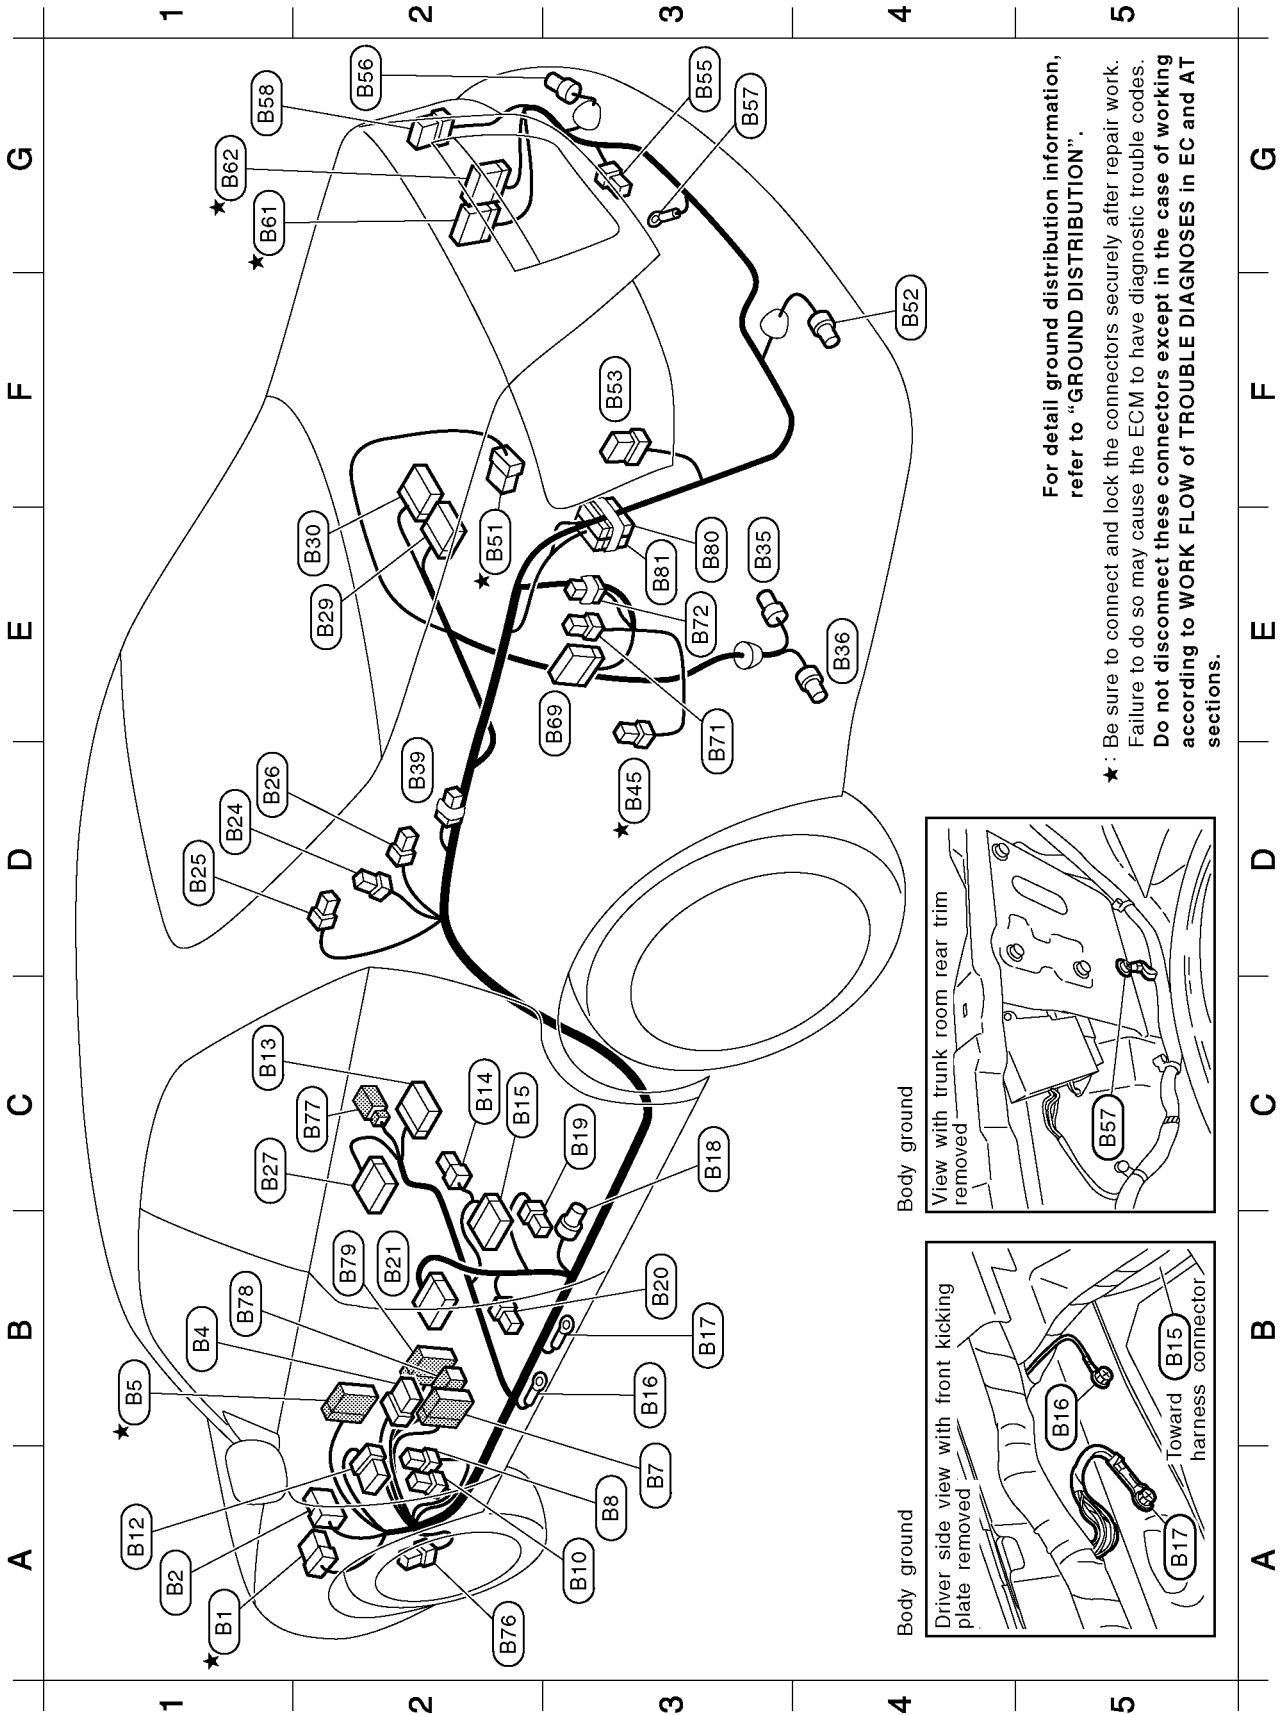 A B C D E F G
1
2
3
4
5
★ B1
B2
B12
★ B5
B4
B78
B79
B21
B27
B77
B13
B25
B24
B26
B39
B29
B30
★ B51
★ B61
★ B62
B58
B56
B76
B10
B8
B7
B16
B17
B20
B18
B19
B15
B14
★ B45
B71
B69
B36
B72
B35
B81
B80
B53
B52
B57
B55
For detail ground distribution information,
refer to “GROUND DISTRIBUTION”.
★: Be sure to connect and lock the connectors securely after repair work.
Failure to do so may cause the ECM to have diagnostic trouble codes.
Do not disconnect these connectors except in the case of working
according to WORK FLOW of TROUBLE DIAGNOSES in EC and AT
sections.
Body ground
Driver side view with front kicking
plate removed
B16
B17
Toward B15
harness connector
Body ground
View with trunk room rear trim
removed
B57
1
2
3
4
5
A B C D E F G